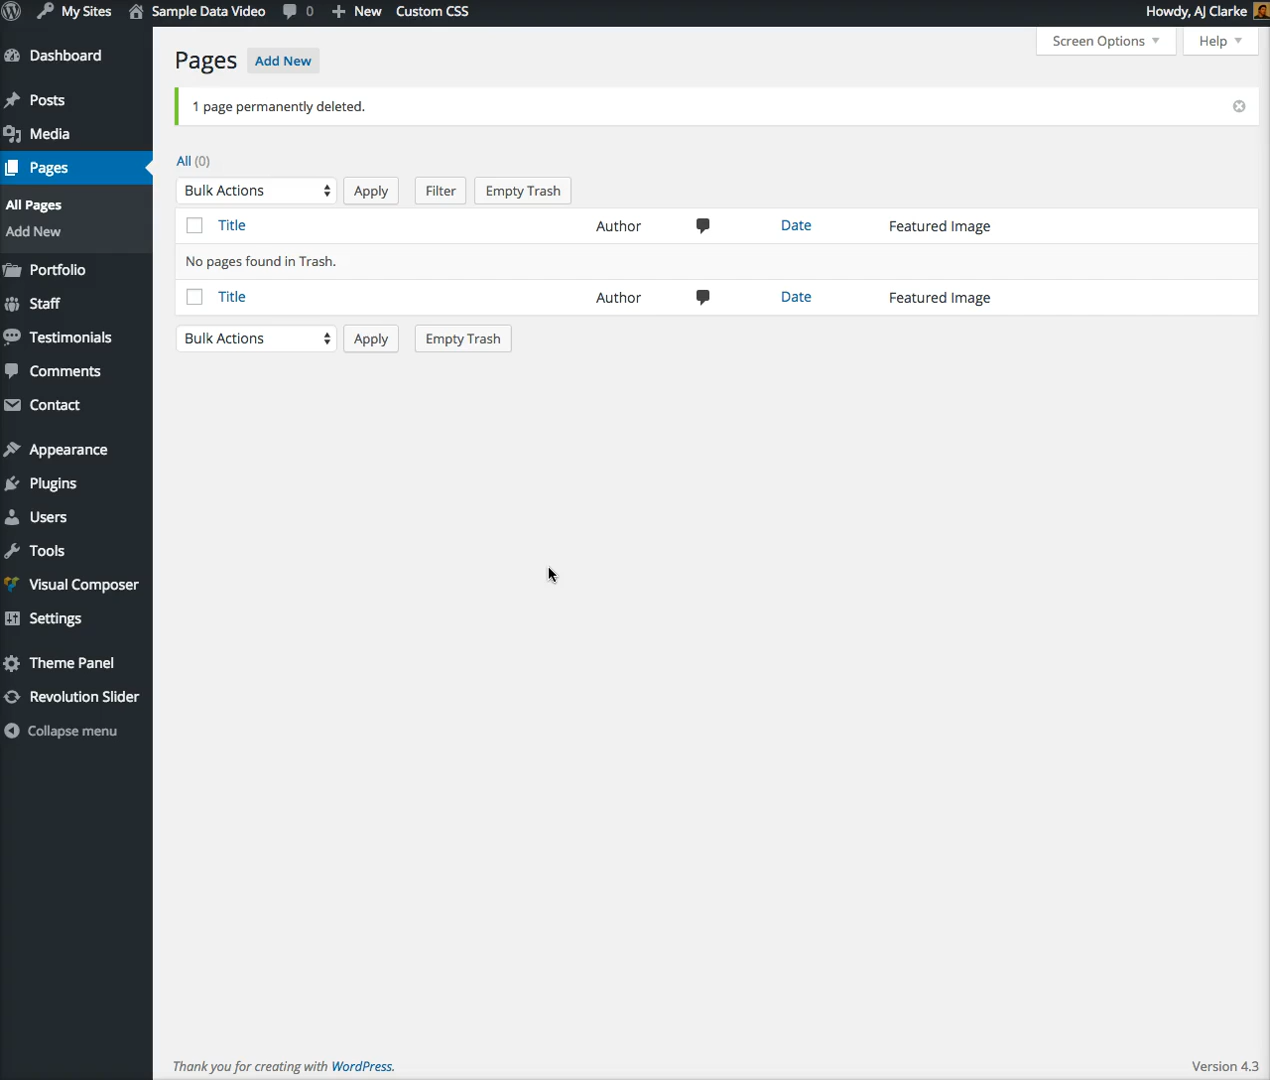 My Sites Sample Data Video 0 New Custom CSS Howdy, AJ Clarke
Screen Options Help
Dashboard
Posts
Media
Pages
All Pages
Add New
Portfolio
Staff
Testimonials
Comments
Contact
Appearance
Plugins
Users
Tools
Visual Composer
Settings
Theme Panel
Revolution Slider
Collapse menu
Pages Add New
1 page permanently deleted.
All (0)
Bulk Actions Apply Filter Empty Trash
Title Author Date Featured Image
No pages found in Trash.
Title Author Date Featured Image
Bulk Actions Apply Empty Trash
Thank you for creating with WordPress. Version 4.3